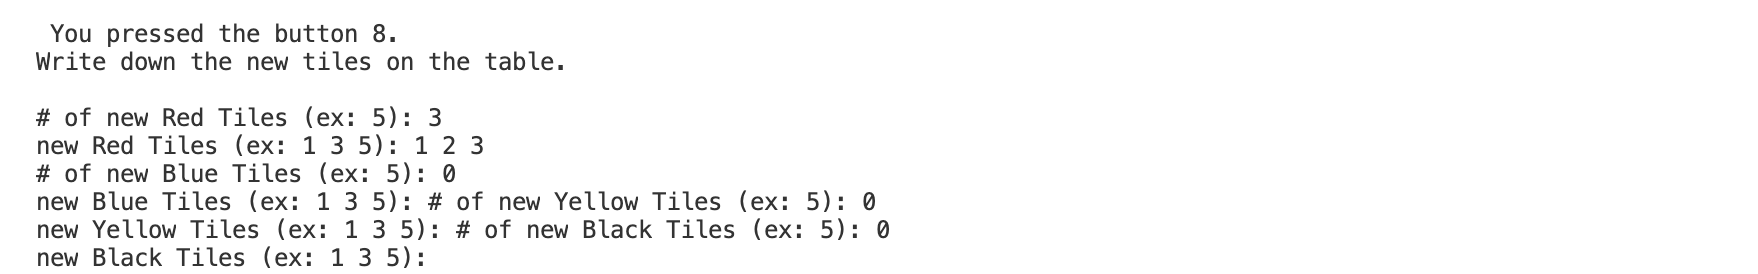 You pressed the button 8.
Write down the new tiles on the table.
# of new Red Tiles (ex: 5): 3
new Red Tiles (ex: 1 3 5): 1 2 3
# of new Blue Tiles (ex: 5): 0
new Blue Tiles (ex: 1 3 5): # of new Yellow Tiles (ex: 5): 0
new Yellow Tiles (ex: 1 3 5): # of new Black Tiles (ex: 5): 0
new Black Tiles (ex: 1 3 5):